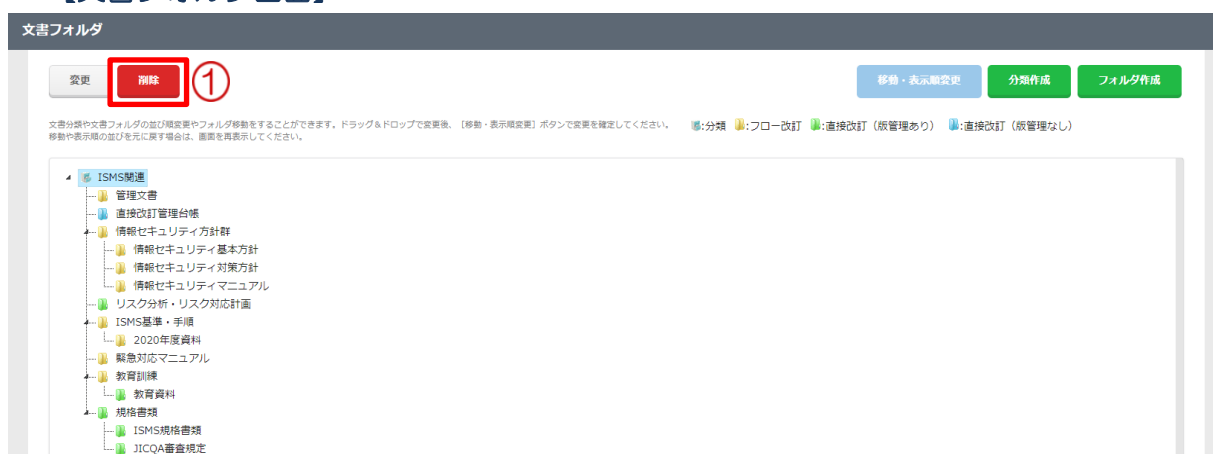 【文書フォルダ画面】
文書フォルダ
変更 削除 ① 移動・表示順変更 分類作成 フォルダ作成
文書分類や文書フォルダの並び順変更やフォルダ移動をすることができます。ドラッグ&ドロップで変更後、[移動・表示順変更] ボタンで変更を確定してください。 :分類 :フロー改訂 :直接改訂(版管理あり) :直接改訂(版管理なし)
移動や表示順の並びを元に戻す場合は、画面を再表示してください。
ISMS関連
管理文書
直接改訂管理台帳
情報セキュリティ方針群
情報セキュリティ基本方針
情報セキュリティ対策方針
情報セキュリティマニュアル
リスク分析・リスク対応計画
ISMS基準・手順
2020年度資料
緊急対応マニュアル
教育訓練
教育資料
規格書類
ISMS規格書類
JICQA審査規定